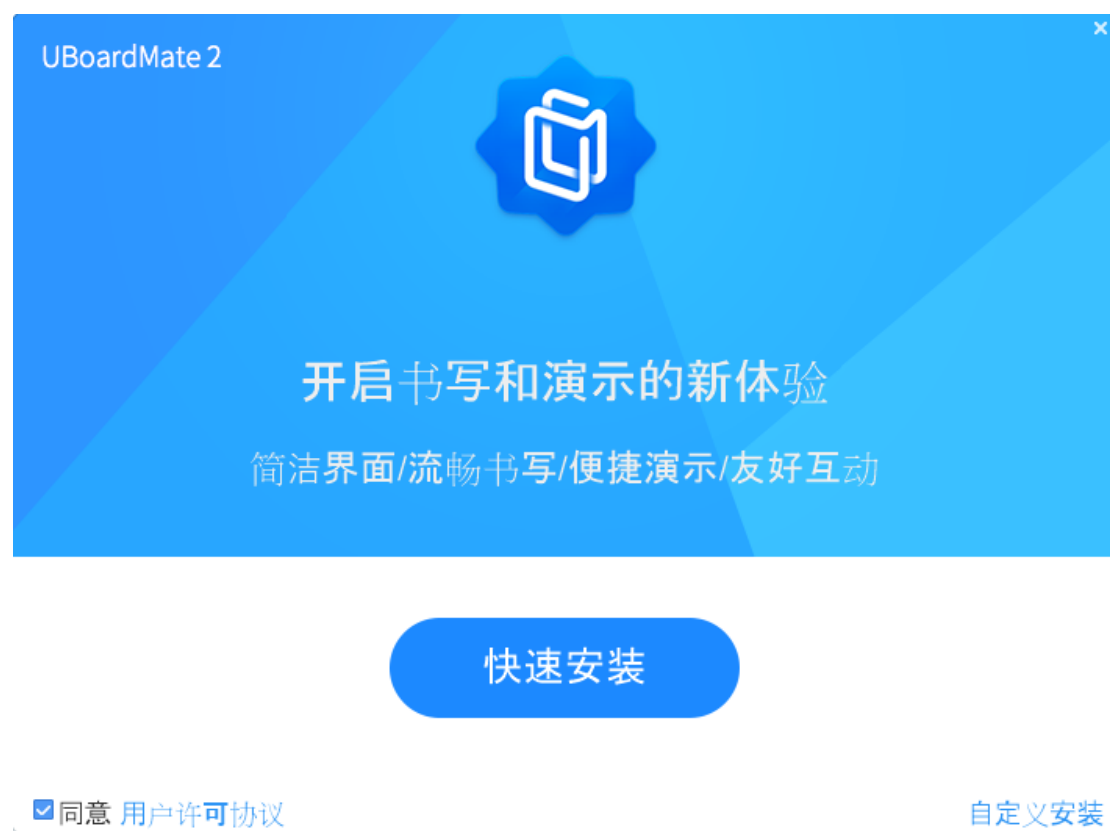 UBoardMate 2
开启书写和演示的新体验
简洁界面/流畅书写/便捷演示/友好互动
快速安装
同意 用户许可协议
自定义安装